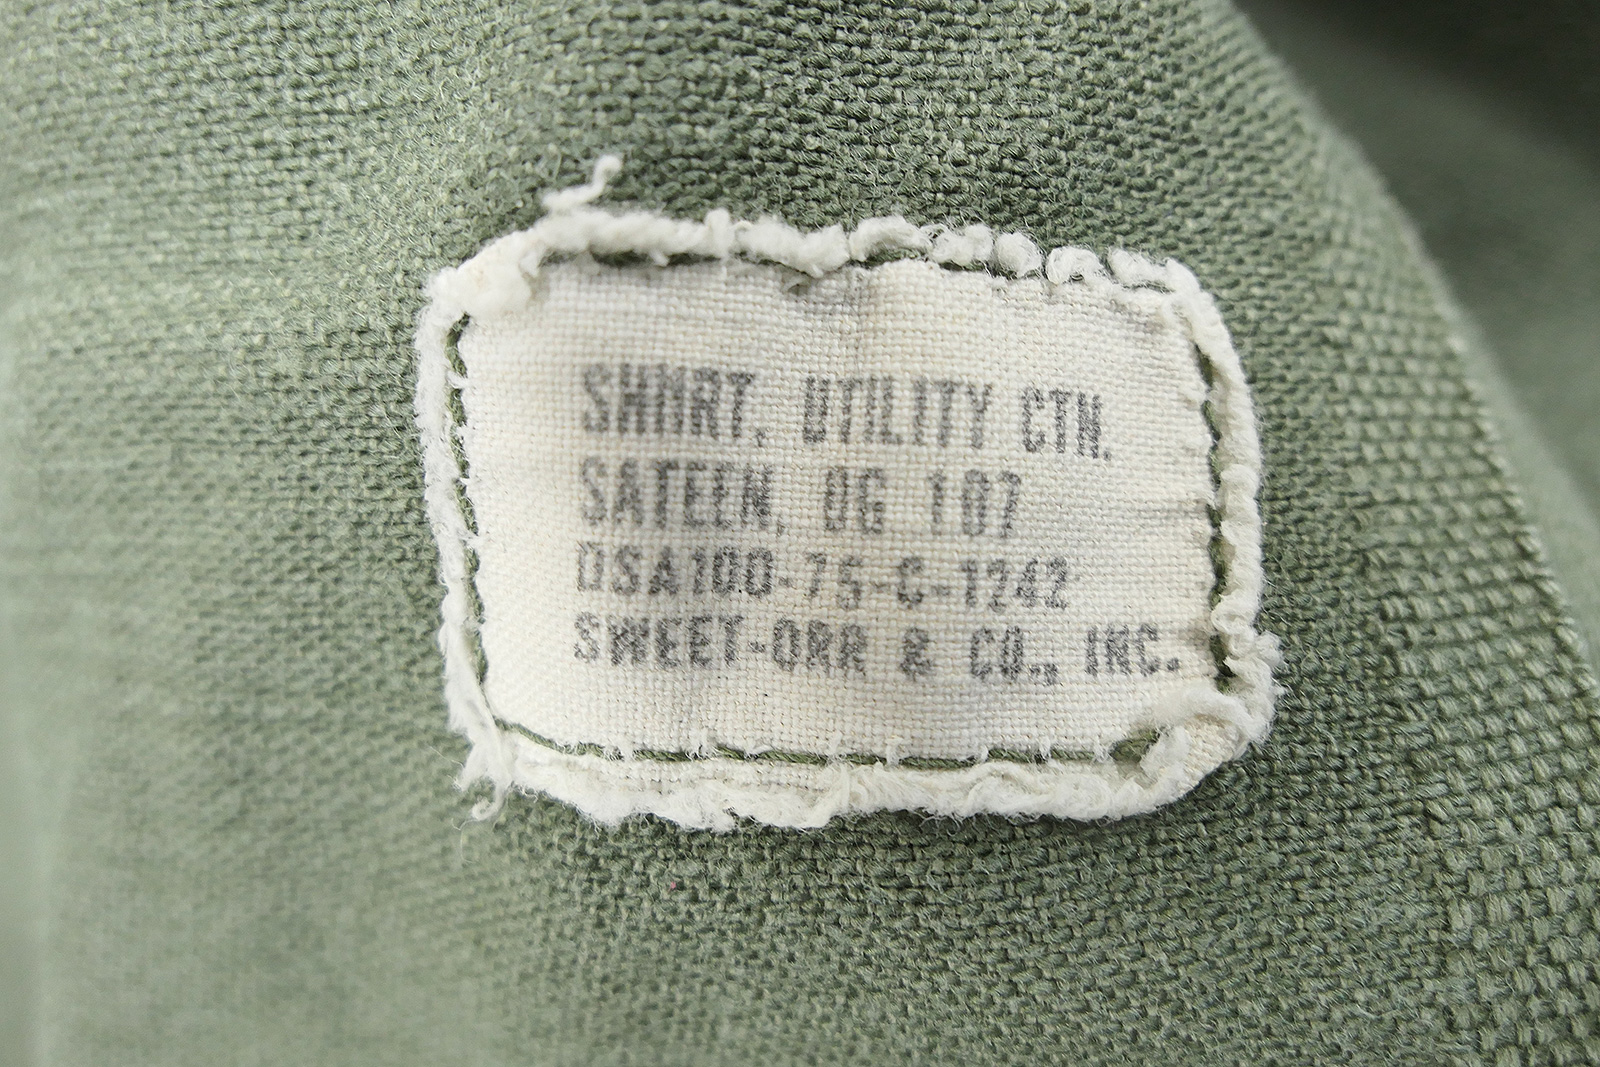 SHIRT, UTILITY CTN.
SATEEN, OG 107
DSA100-75-C-1242
SWEET-ORR & CO., INC.